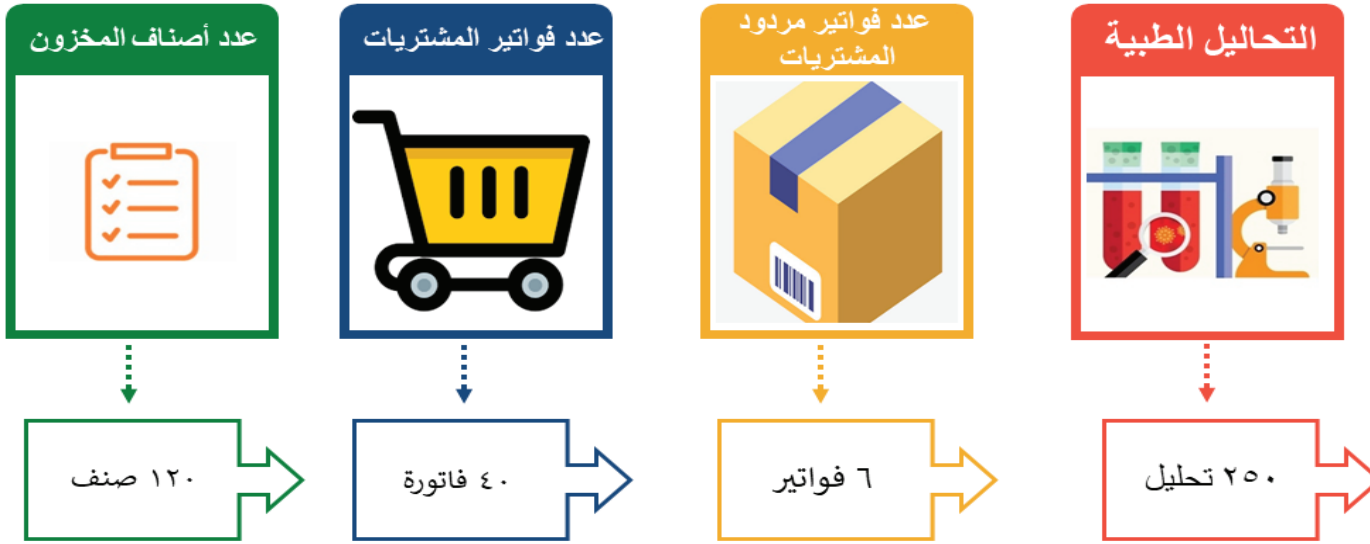 التحاليل الطبية
عدد فواتير مردود
المشتريات
عدد فواتير المشتريات
عدد أصناف المخزون
٢٥٠ تحليل
٦ فواتير
٤٠ فاتورة
١٢٠ صنف